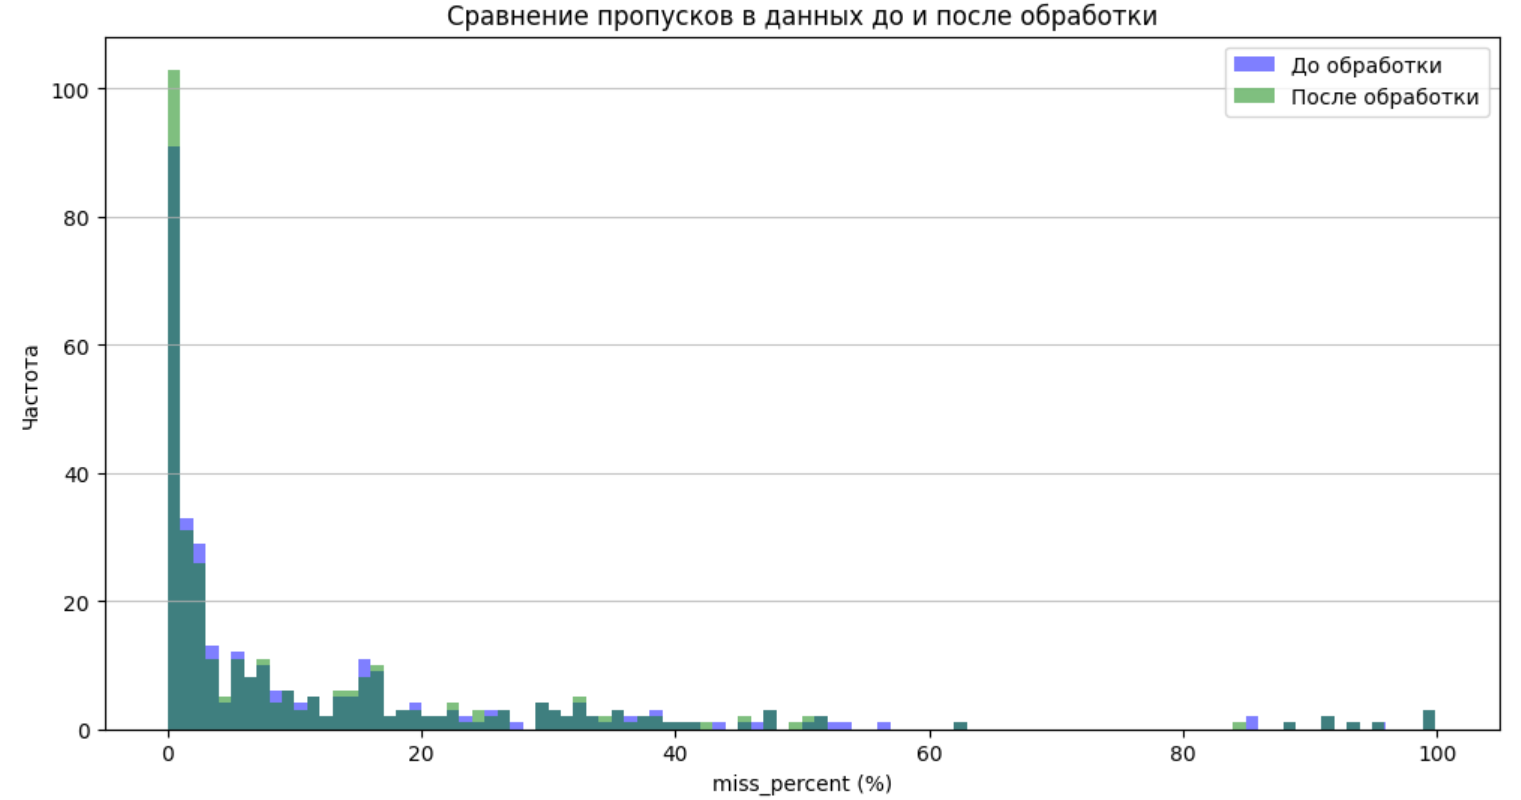 Сравнение пропусков в данных до и после обработки
До обработки
После обработки
Частота
100
80
60
40
20
0
0 20 40 60 80 100
miss_percent (%)